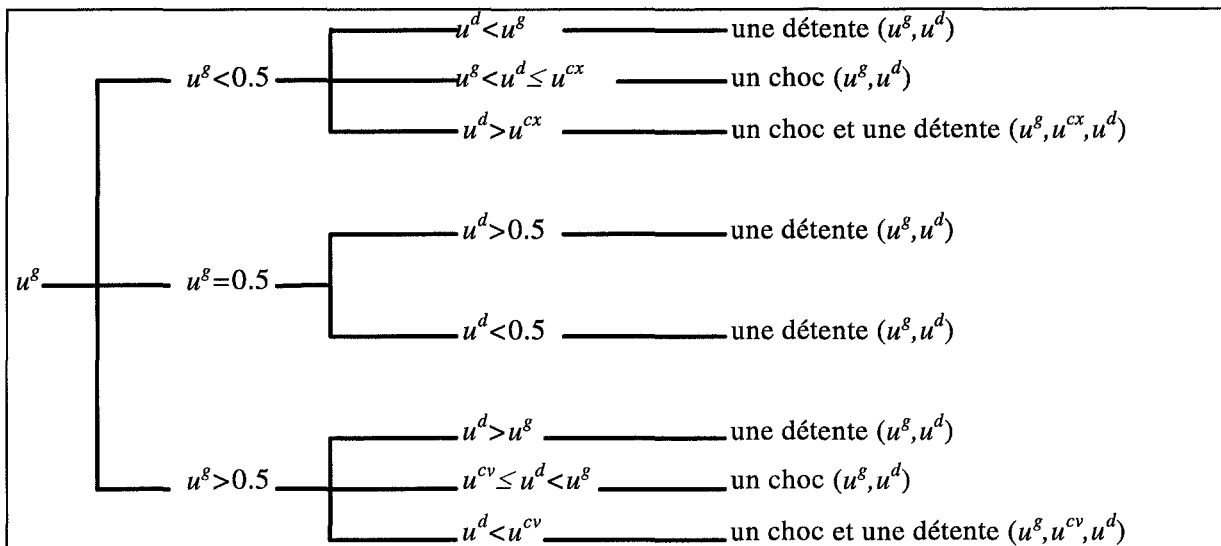 u^d<u^g une détente (u^g,u^d)
u^g<0.5 u^g<u^d≤u^cx un choc (u^g,u^d)
u^d>u^cx un choc et une détente (u^g,u^cx,u^d)
u^d>0.5 une détente (u^g,u^d)
u^g u^g=0.5
u^d<0.5 une détente (u^g,u^d)
u^d>u^g une détente (u^g,u^d)
u^g>0.5 u^cv≤u^d<u^g un choc (u^g,u^d)
u^d<u^cv un choc et une détente (u^g,u^cv,u^d)